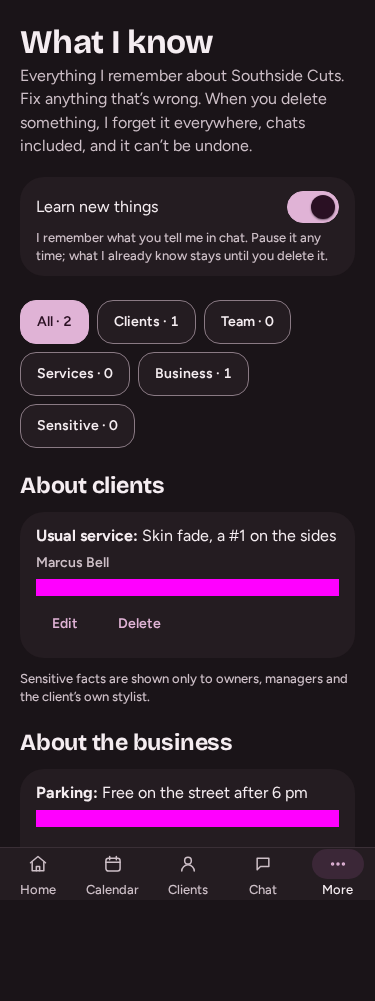 What I know
Everything I remember about Southside Cuts.
Fix anything that’s wrong. When you delete
something, I forget it everywhere, chats
included, and it can’t be undone.
Learn new things
I remember what you tell me in chat. Pause it any
time; what I already know stays until you delete it.
All · 2
Clients · 1
Team · 0
Services · 0
Business · 1
Sensitive · 0
About clients
Usual service: Skin fade, a #1 on the sides
Marcus Bell
Edit
Delete
Sensitive facts are shown only to owners, managers and
the client’s own stylist.
About the business
Parking: Free on the street after 6 pm
Home
Calendar
Clients
Chat
More